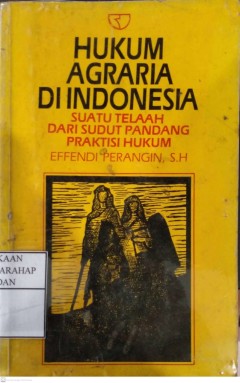 HUKUM
AGRARIA
DI INDONESIA
SUATU TELAAH
DARI SUDUT PANDANG
PRAKTISI HUKUM
EFFENDI PERANGIN, S.H
KAAN
ARAHAP
DAN